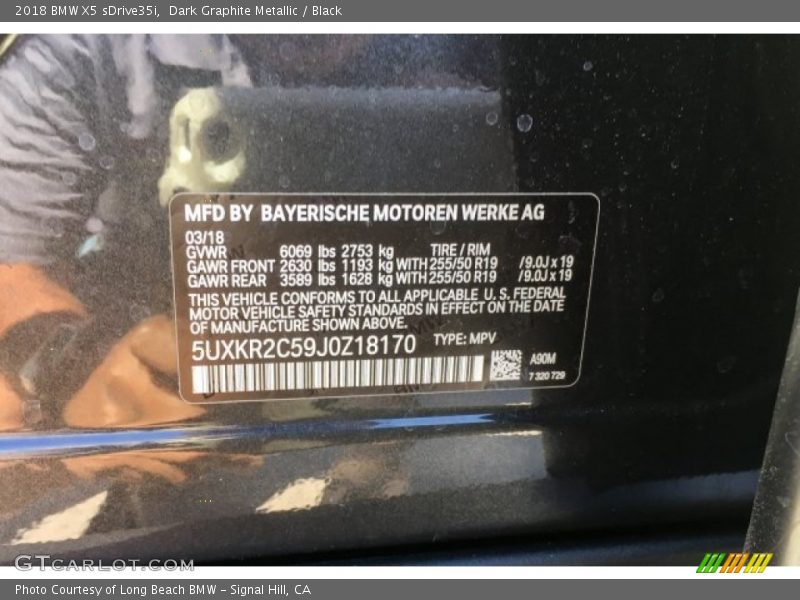 2018 BMW X5 sDrive35i,  Dark Graphite Metallic / Black
MFD BY BAYERISCHE MOTOREN WERKE AG
03/18
GVWR 6069 lbs 2753 kg TIRE / RIM
GAWR FRONT 2630 lbs 1193 kg WITH 255/50 R19 /9.0J x 19
GAWR REAR 3589 lbs 1628 kg WITH 255/50 R19 /9.0J x 19
THIS VEHICLE CONFORMS TO ALL APPLICABLE U. S. FEDERAL
MOTOR VEHICLE SAFETY STANDARDS IN EFFECT ON THE DATE
OF MANUFACTURE SHOWN ABOVE.
5UXKR2C59J0Z18170 TYPE: MPV
A90M
7 320 729
GTCARLOT.COM
Photo Courtesy of Long Beach BMW - Signal Hill, CA